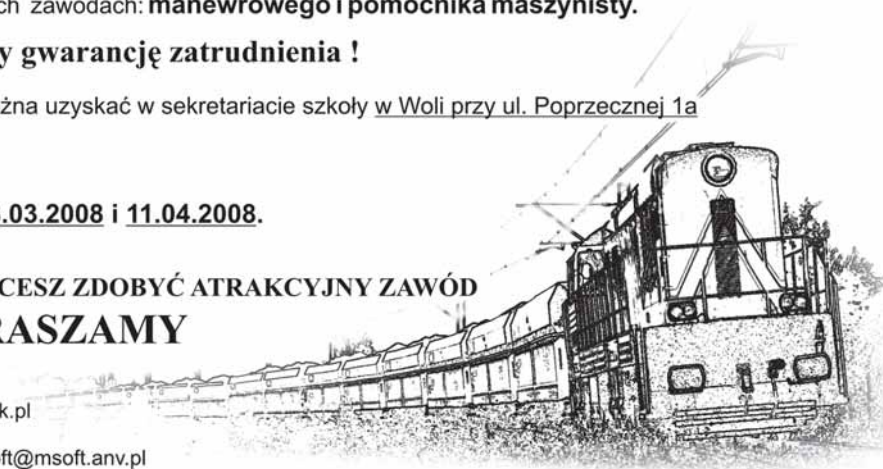 ch zawodach: manewrowego i pomocnika maszynisty.
y gwarancję zatrudnienia !
żna uzyskać w sekretariacie szkoły w Woli przy ul. Poprzecznej 1a
.03.2008 i 11.04.2008.
CESZ ZDOBYĆ ATRAKCYJNY ZAWÓD
RASZAMY
k.pl
ft@msoft.anv.pl